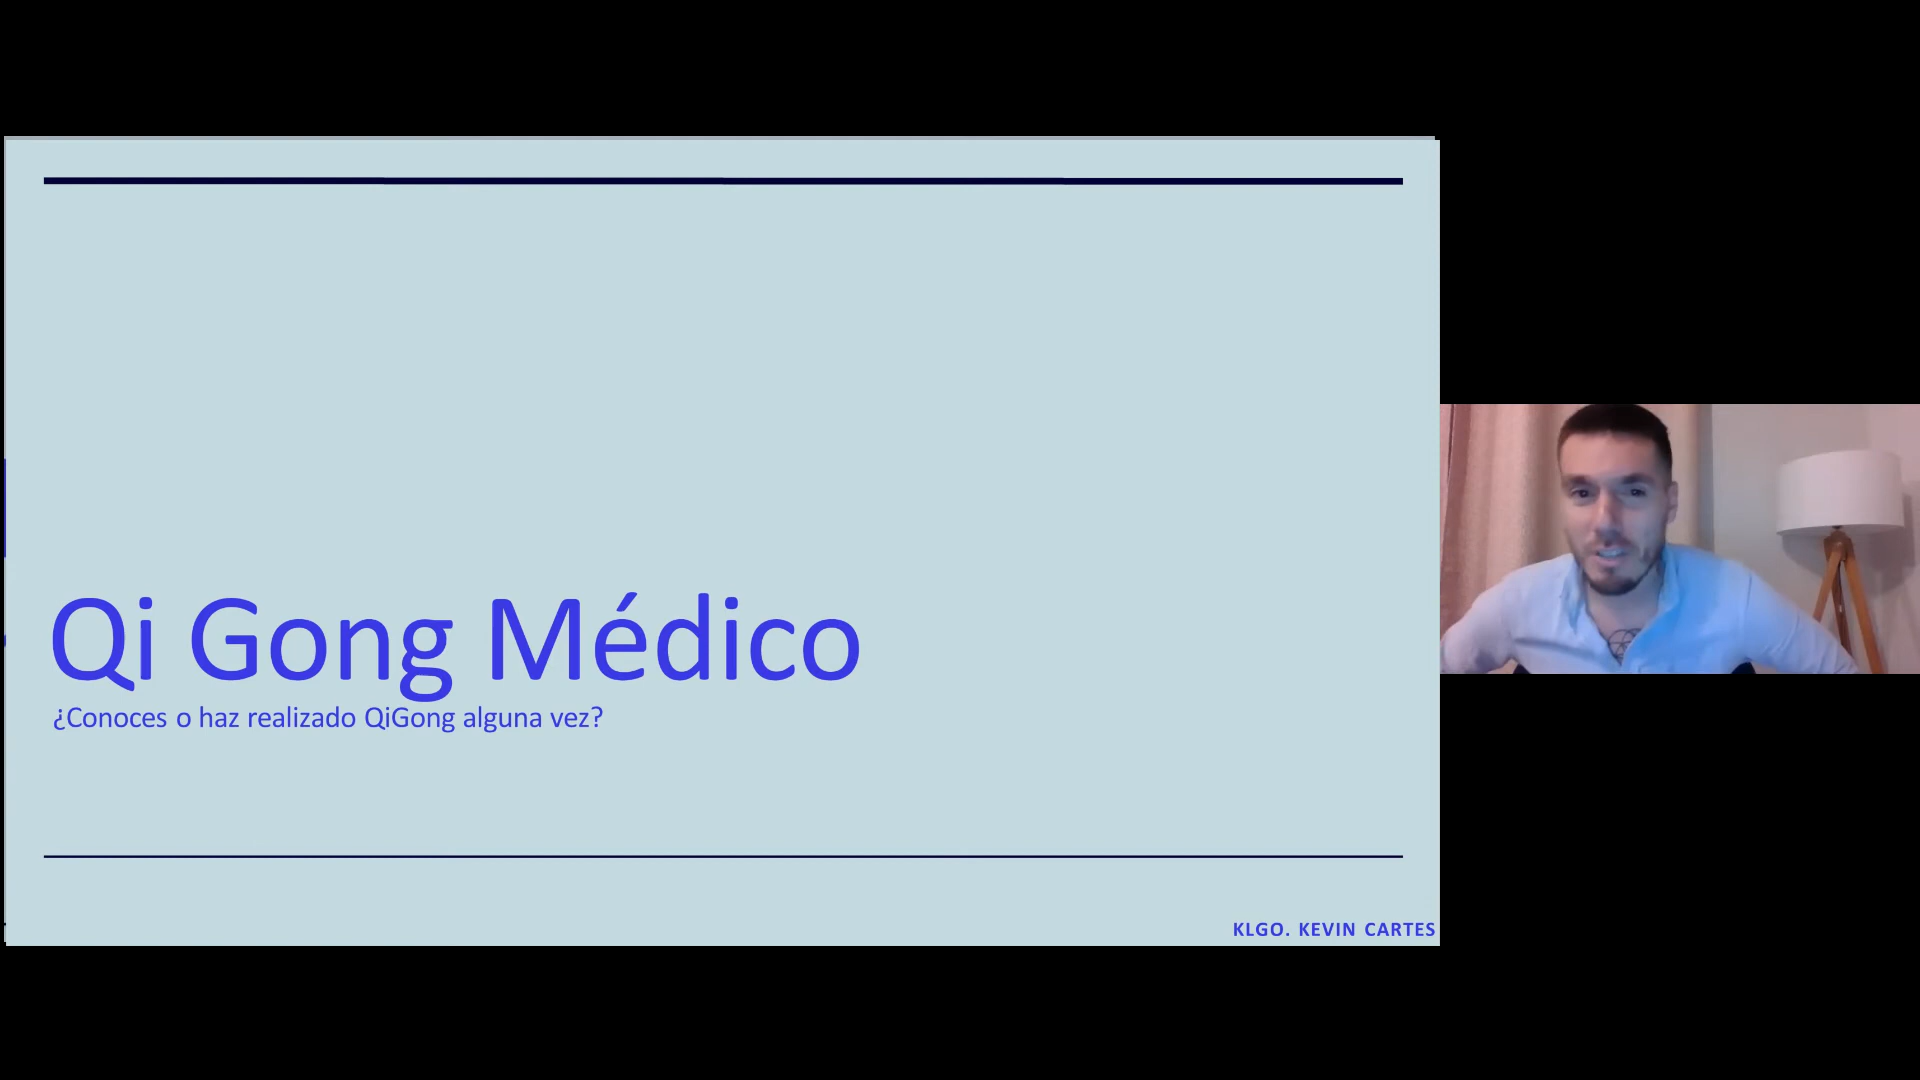 Qi Gong Médico
¿Conoces o haz realizado QiGong alguna vez?
KLGO. KEVIN CARTES